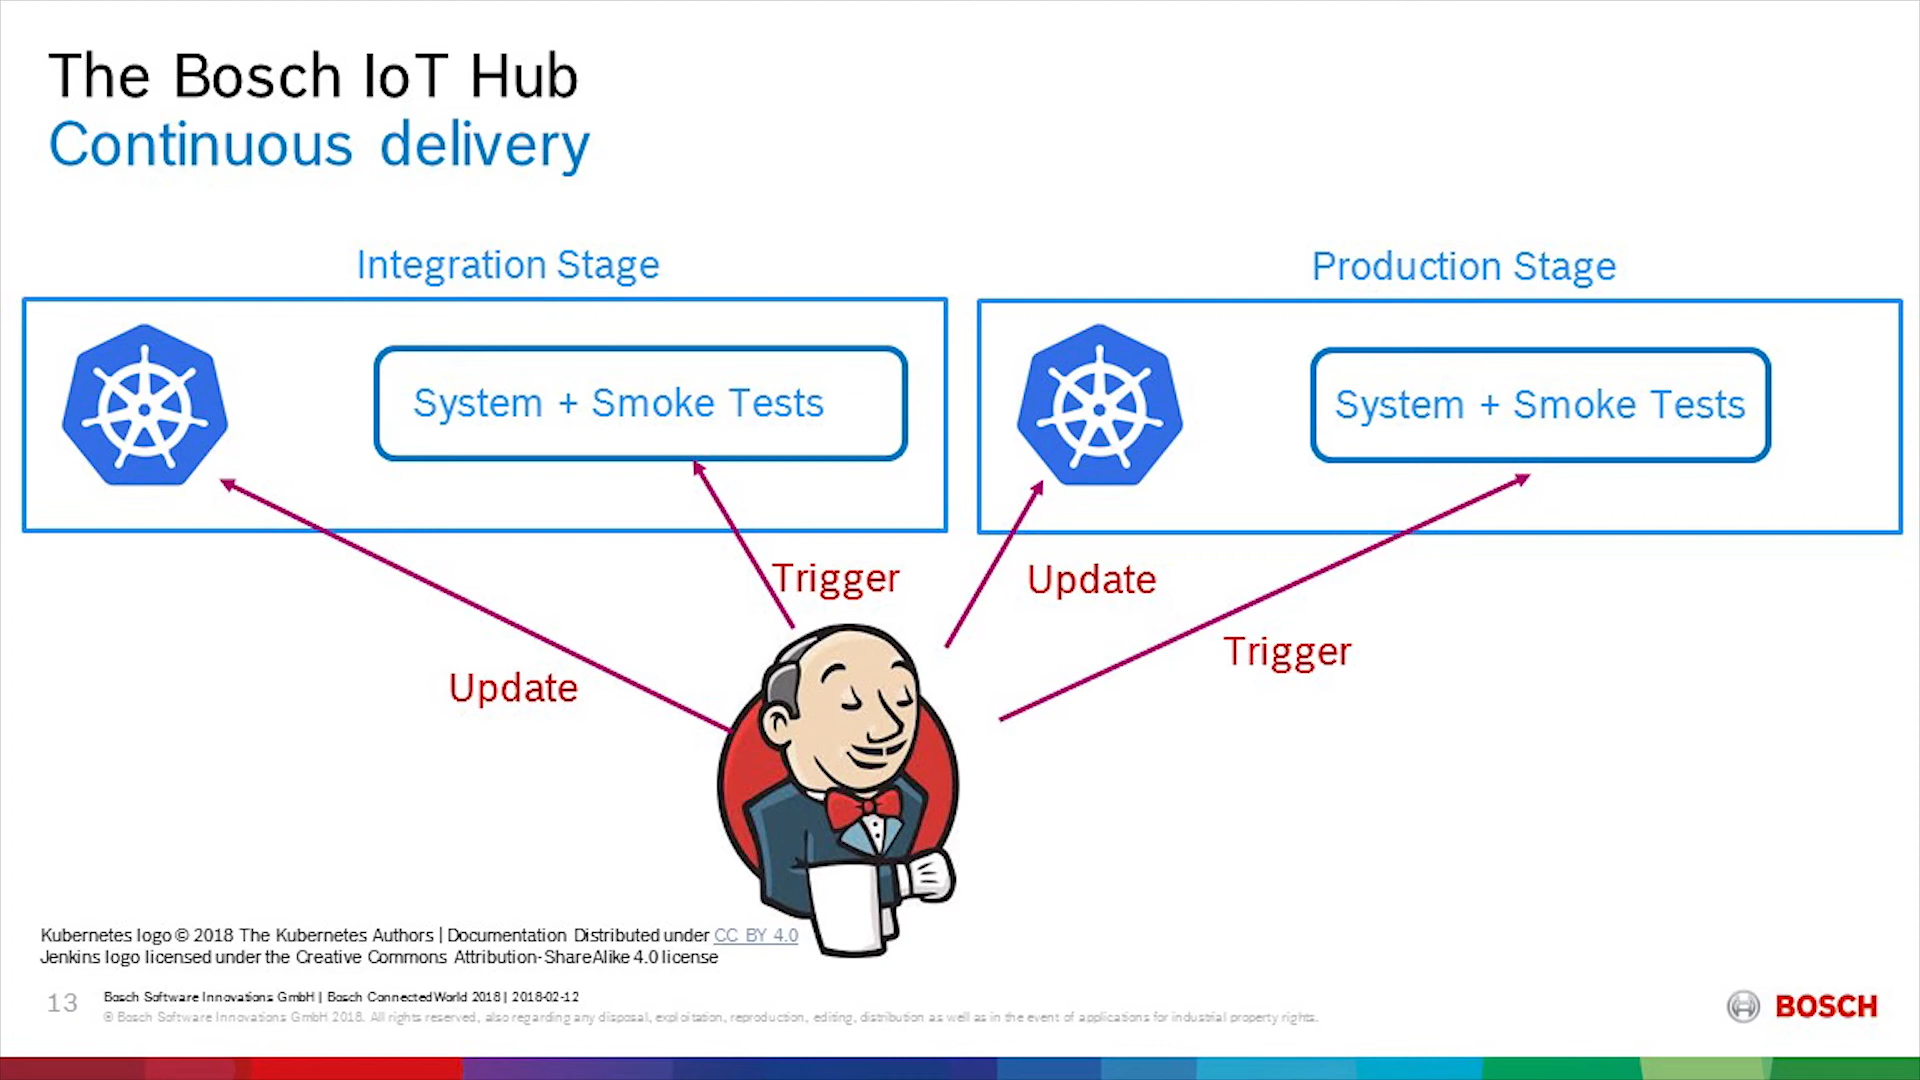 The Bosch IoT Hub
Continuous delivery
Integration Stage
Production Stage
System + Smoke Tests
System + Smoke Tests
Trigger
Update
Trigger
Update
Kubernetes logo © 2018 The Kubernetes Authors | Documentation Distributed under CC BY 4.0
Jenkins logo licensed under the Creative Commons Attribution-ShareAlike 4.0 license
13
Bosch Software Innovations GmbH | Bosch ConnectedWorld 2018 | 2018-02-12
© Bosch Software Innovations GmbH 2018. All rights reserved, also regarding any disposal, exploitation, reproduction, editing, distribution as well as in the event of applications for industrial property rights.
BOSCH